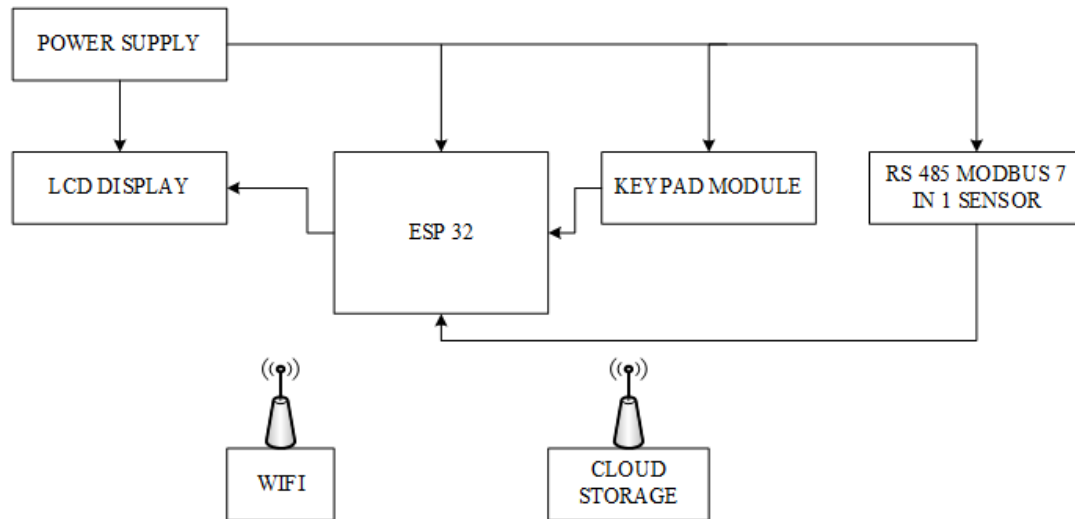 POWER SUPPLY
LCD DISPLAY
ESP 32
KEYPAD MODULE
RS 485 MODBUS 7
IN 1 SENSOR
WIFI
CLOUD
STORAGE